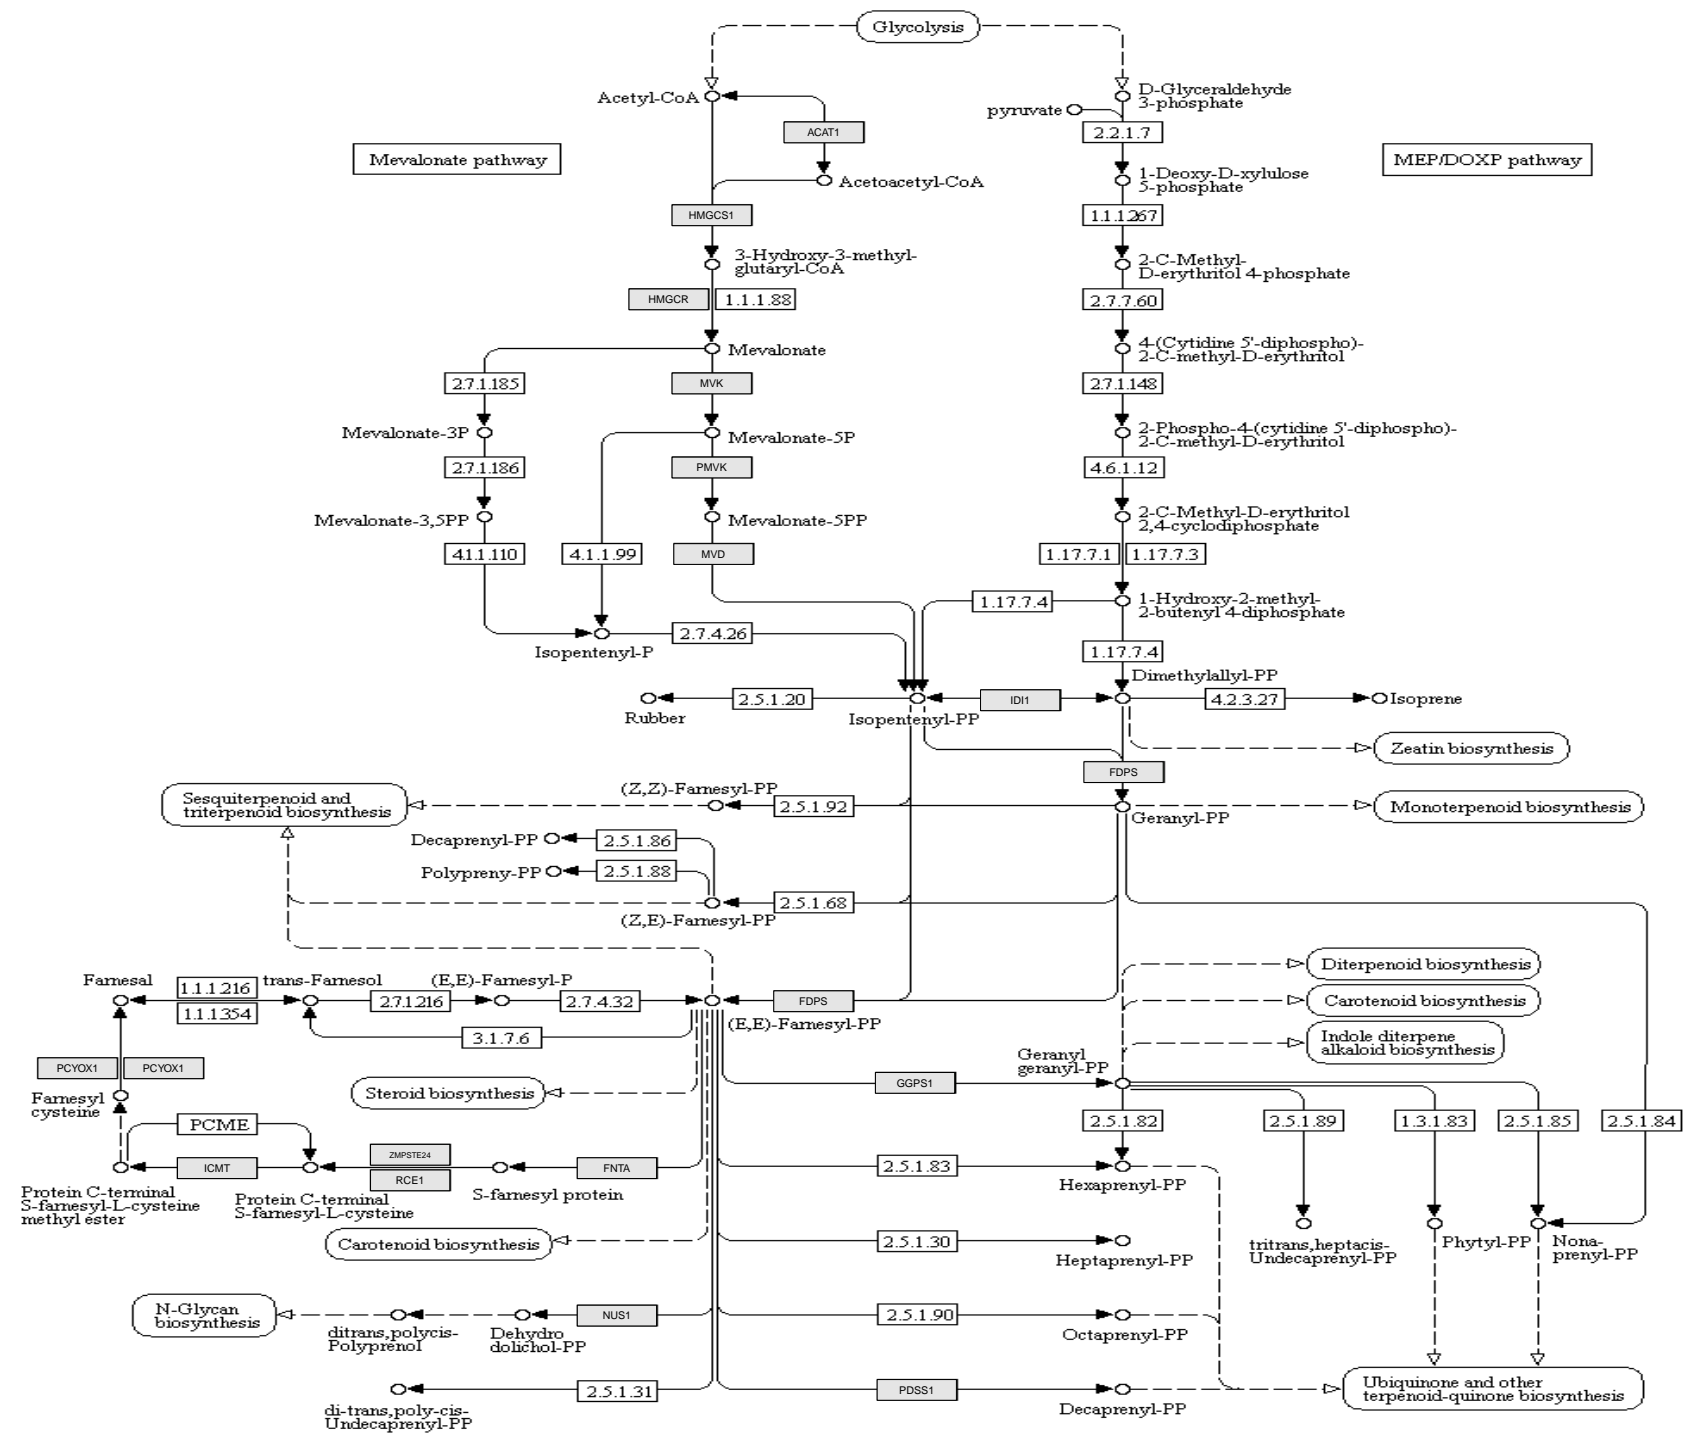 Glycolysis
Acetyl-CoA
D-Glyceraldehyde
3-phosphate
pyruvate
ACAT1
2.2.1.7
Mevalonate pathway
MEP/DOXP pathway
Acetoacetyl-CoA
1-Deoxy-D-xylulose
5-phosphate
HMGCS1
1.1.1.267
3-Hydroxy-3-methyl-
glutaryl-CoA
2-C-Methyl-
D-erythritol 4-phosphate
HMGCR
1.1.1.88
2.7.7.60
Mevalonate
4-(Cytidine 5'-diphospho)-
2-C-methyl-D-erythritol
2.7.1.185
MVK
2.7.1.148
Mevalonate-3P
Mevalonate-5P
2-Phospho-4-(cytidine 5'-diphospho)-
2-C-methyl-D-erythritol
2.7.1.186
PMVK
4.6.1.12
Mevalonate-3,5PP
Mevalonate-5PP
2-C-Methyl-D-erythritol
2,4-cyclodiphosphate
4.1.1.110
4.1.1.99
MVD
1.17.7.1
1.17.7.3
1.17.7.4
1-Hydroxy-2-methyl-
2-butenyl 4-diphosphate
2.7.4.26
Isopentenyl-P
1.17.7.4
Dimethylallyl-PP
2.5.1.20
IDI1
4.2.3.27
Isoprene
Rubber
Isopentenyl-PP
Zeatin biosynthesis
FDPS
(Z,Z)-Farnesyl-PP
Sesquiterpenoid and
triterpenoid biosynthesis
2.5.1.92
Geranyl-PP
Monoterpenoid biosynthesis
Decaprenyl-PP
2.5.1.86
Polypreny-PP
2.5.1.88
2.5.1.68
(Z,E)-Farnesyl-PP
Diterpenoid biosynthesis
Farnesal
1.1.1.216
trans-Farnesol
(E,E)-Farnesyl-P
2.7.1.216
2.7.4.32
FDPS
Carotenoid biosynthesis
1.1.1.354
(E,E)-Farnesyl-PP
3.1.7.6
Indole diterpene
alkaloid biosynthesis
Geranyl
geranyl-PP
PCYOX1
PCYOX1
GGPS1
Farnesyl
cysteine
Steroid biosynthesis
PCME
2.5.1.82
2.5.1.89
1.3.1.83
2.5.1.85
2.5.1.84
ZMPSTE24
ICMT
RCE1
FNTA
2.5.1.83
Protein C-terminal
S-farnesyl-L-cysteine
methyl ester
Protein C-terminal
S-farnesyl-L-cysteine
S-farnesyl protein
Hexaprenyl-PP
Carotenoid biosynthesis
2.5.1.30
Heptaprenyl-PP
tritrans,heptacis-
Undecaprenyl-PP
Phytyl-PP
Nona-
prenyl-PP
N-Glycan
biosynthesis
NUS1
2.5.1.90
ditrans,polycis-
Polyprenol
Dehydro
dolichol-PP
Octaprenyl-PP
2.5.1.31
PDSS1
Ubiquinone and other
terpenoid-quinone biosynthesis
di-trans,poly-cis-
Undecaprenyl-PP
Decaprenyl-PP